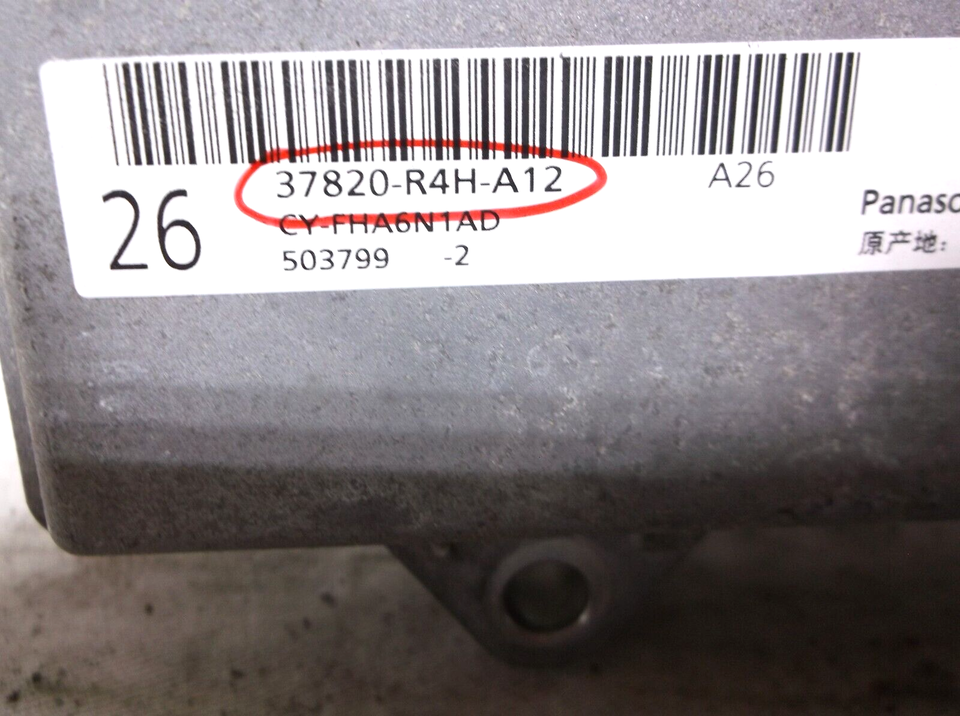 37820-R4H-A12
A26
26
CY-FHA6N1AD
503799 -2
Panaso
原产地: